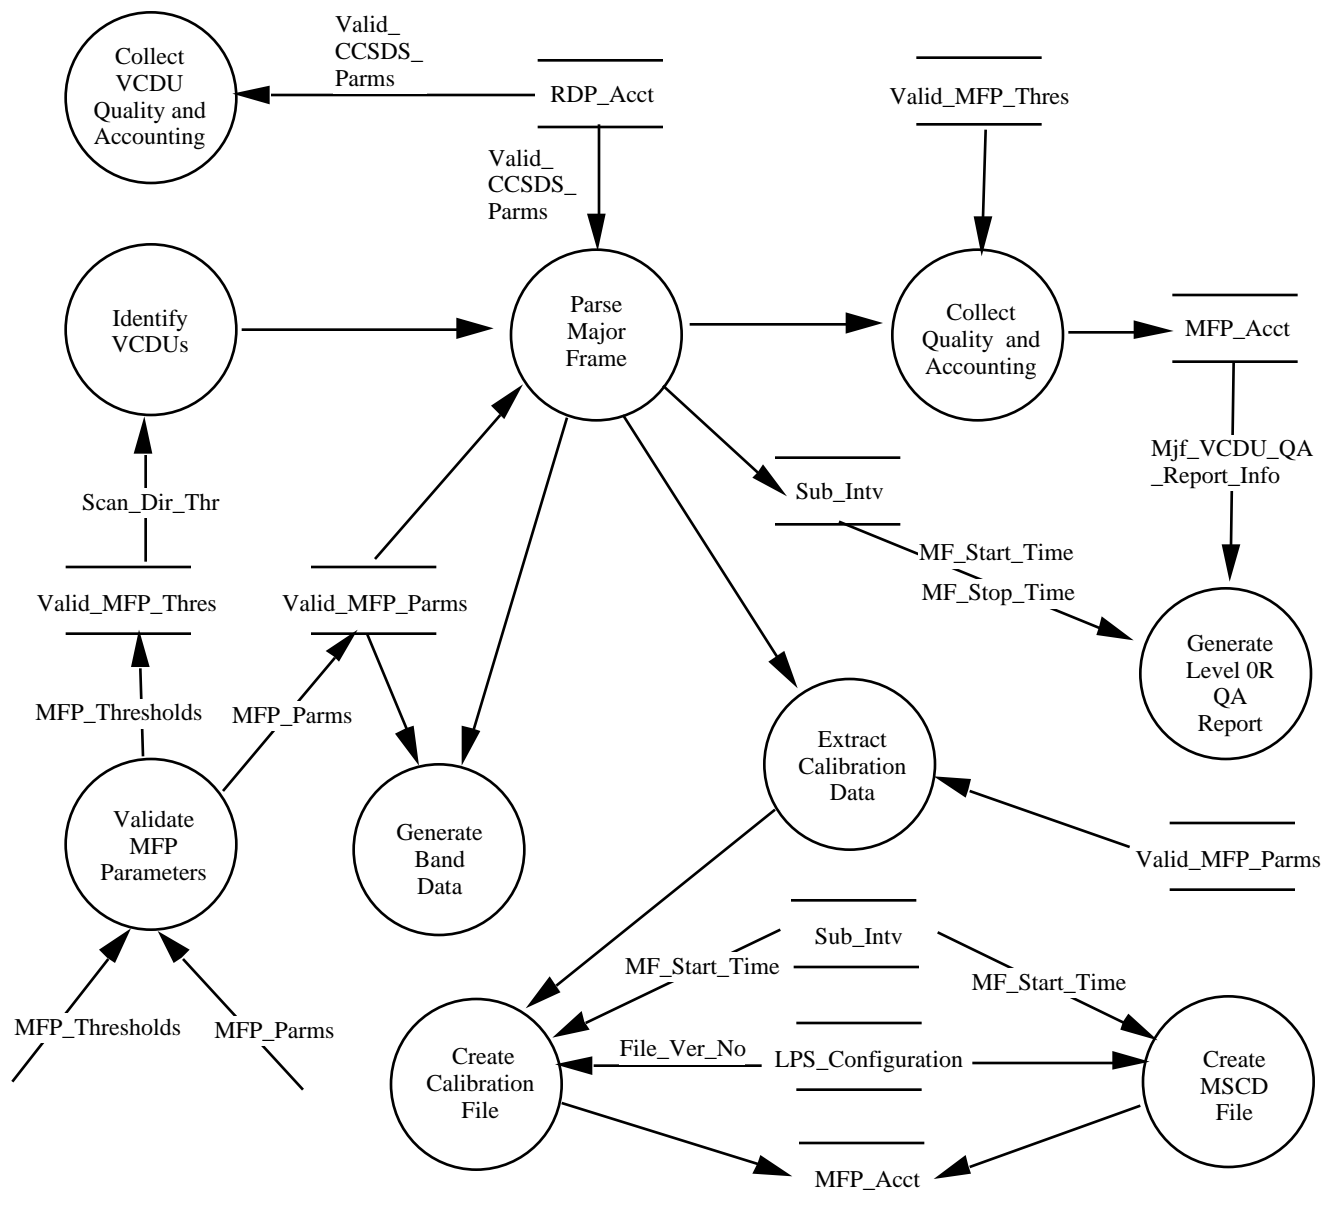 Valid_
CCSDS_
Parms
Collect
VCDU
Quality and
Accounting
RDP_Acct
Valid_MFP_Thres
Valid_
CCSDS_
Parms
Identify
VCDUs
Parse
Major
Frame
Collect
Quality and
Accounting
MFP_Acct
Mjf_VCDU_QA
_Report_Info
Scan_Dir_Thr
Sub_Intv
MF_Start_Time
MF_Stop_Time
Valid_MFP_Thres
Valid_MFP_Parms
Generate
Level 0R
QA
Report
MFP_Thresholds
MFP_Parms
Extract
Calibration
Data
Validate
MFP
Parameters
Generate
Band
Data
Valid_MFP_Parms
Sub_Intv
MF_Start_Time
MF_Start_Time
MFP_Thresholds
MFP_Parms
File_Ver_No
LPS_Configuration
Create
Calibration
File
Create
MSCD
File
MFP_Acct